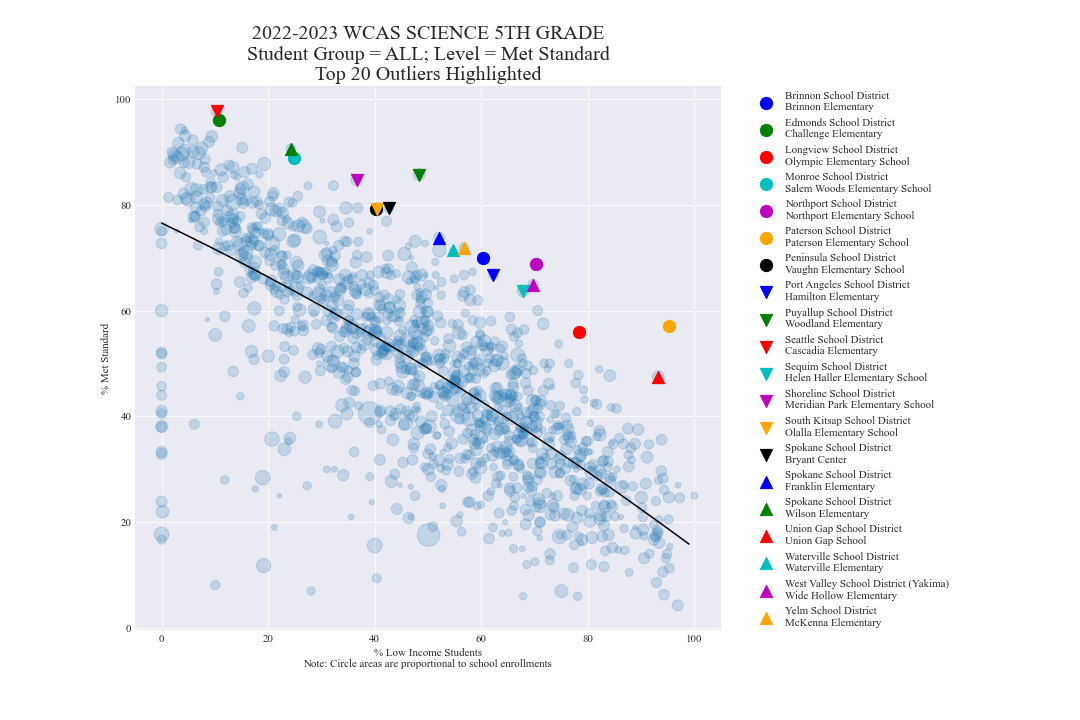 2022-2023 WCAS SCIENCE 5TH GRADE
Student Group = ALL; Level = Met Standard
Top 20 Outliers Highlighted
100
80
60
40
20
0
% Met Standard
0
20
40
60
80
100
% Low Income Students
Note: Circle areas are proportional to school enrollments
Brinnon School District
Brinnon Elementary
Edmonds School District
Challenge Elementary
Longview School District
Olympic Elementary School
Monroe School District
Salem Woods Elementary School
Northport School District
Northport Elementary School
Paterson School District
Paterson Elementary School
Peninsula School District
Vaughn Elementary School
Port Angeles School District
Hamilton Elementary
Puyallup School District
Woodland Elementary
Seattle School District
Cascadia Elementary
Sequim School District
Helen Haller Elementary School
Shoreline School District
Meridian Park Elementary School
South Kitsap School District
Olalla Elementary School
Spokane School District
Bryant Center
Spokane School District
Franklin Elementary
Spokane School District
Wilson Elementary
Union Gap School District
Union Gap School
Waterville School District
Waterville Elementary
West Valley School District (Yakima)
Wide Hollow Elementary
Yelm School District
McKenna Elementary